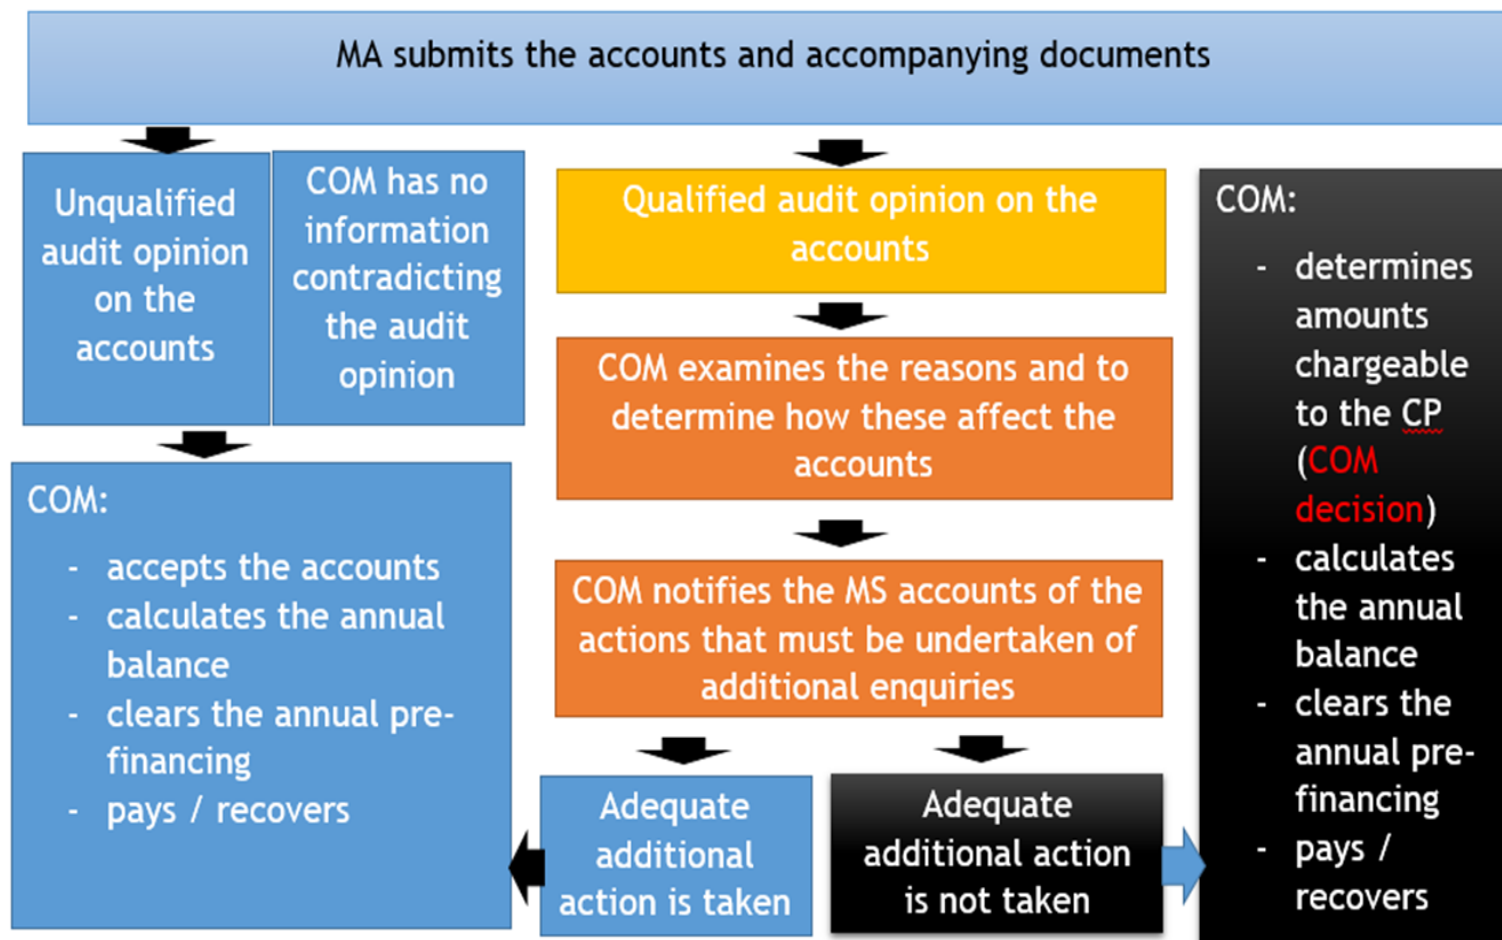 MA submits the accounts and accompanying documents
Unqualified
audit opinion
on the
accounts
COM has no
information
contradicting
the audit
opinion
COM:
- accepts the accounts
- calculates the annual
balance
- clears the annual pre-
financing
- pays / recovers
Qualified audit opinion on the
accounts
COM examines the reasons and to
determine how these affect the
accounts
COM notifies the MS accounts of the
actions that must be undertaken of
additional enquiries
Adequate
additional
action is taken
Adequate
additional action
is not taken
COM:
- determines
amounts
chargeable
to the CP
(COM
decision)
- calculates
the annual
balance
- clears the
annual pre-
financing
- pays /
recovers